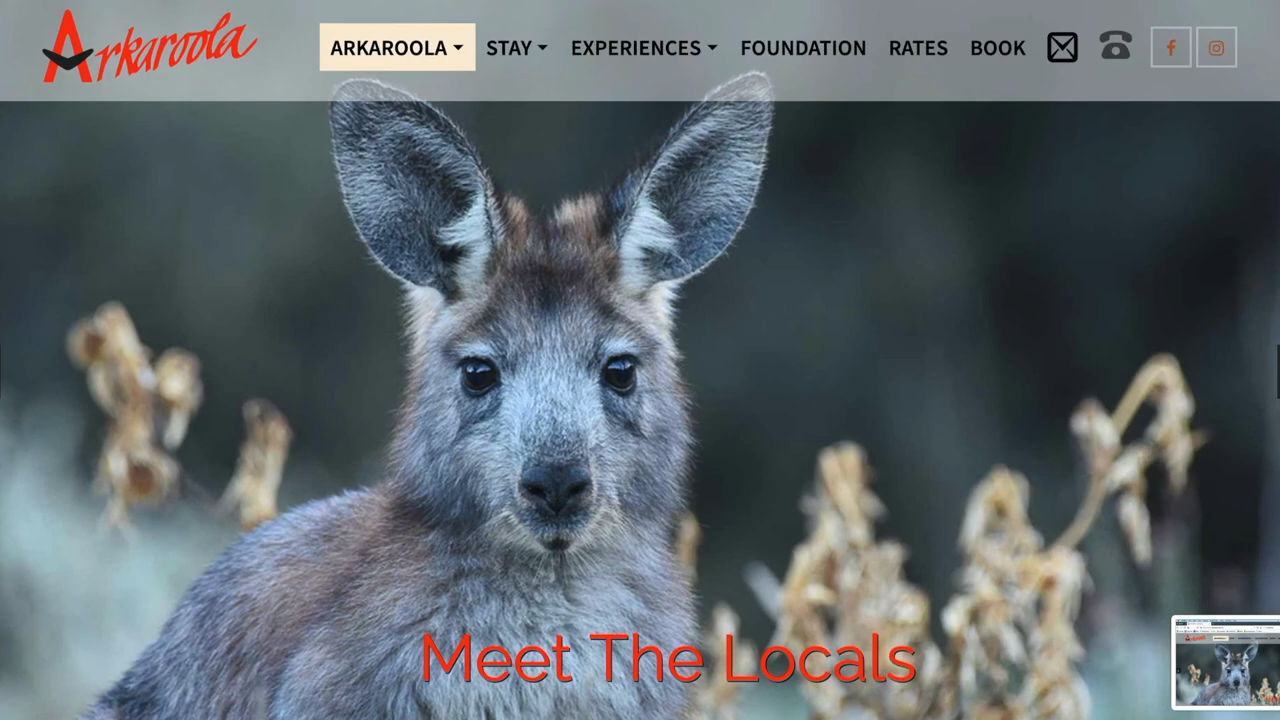 Arkaroola
ARKAROOLA STAY EXPERIENCES FOUNDATION RATES BOOK
Meet The Locals